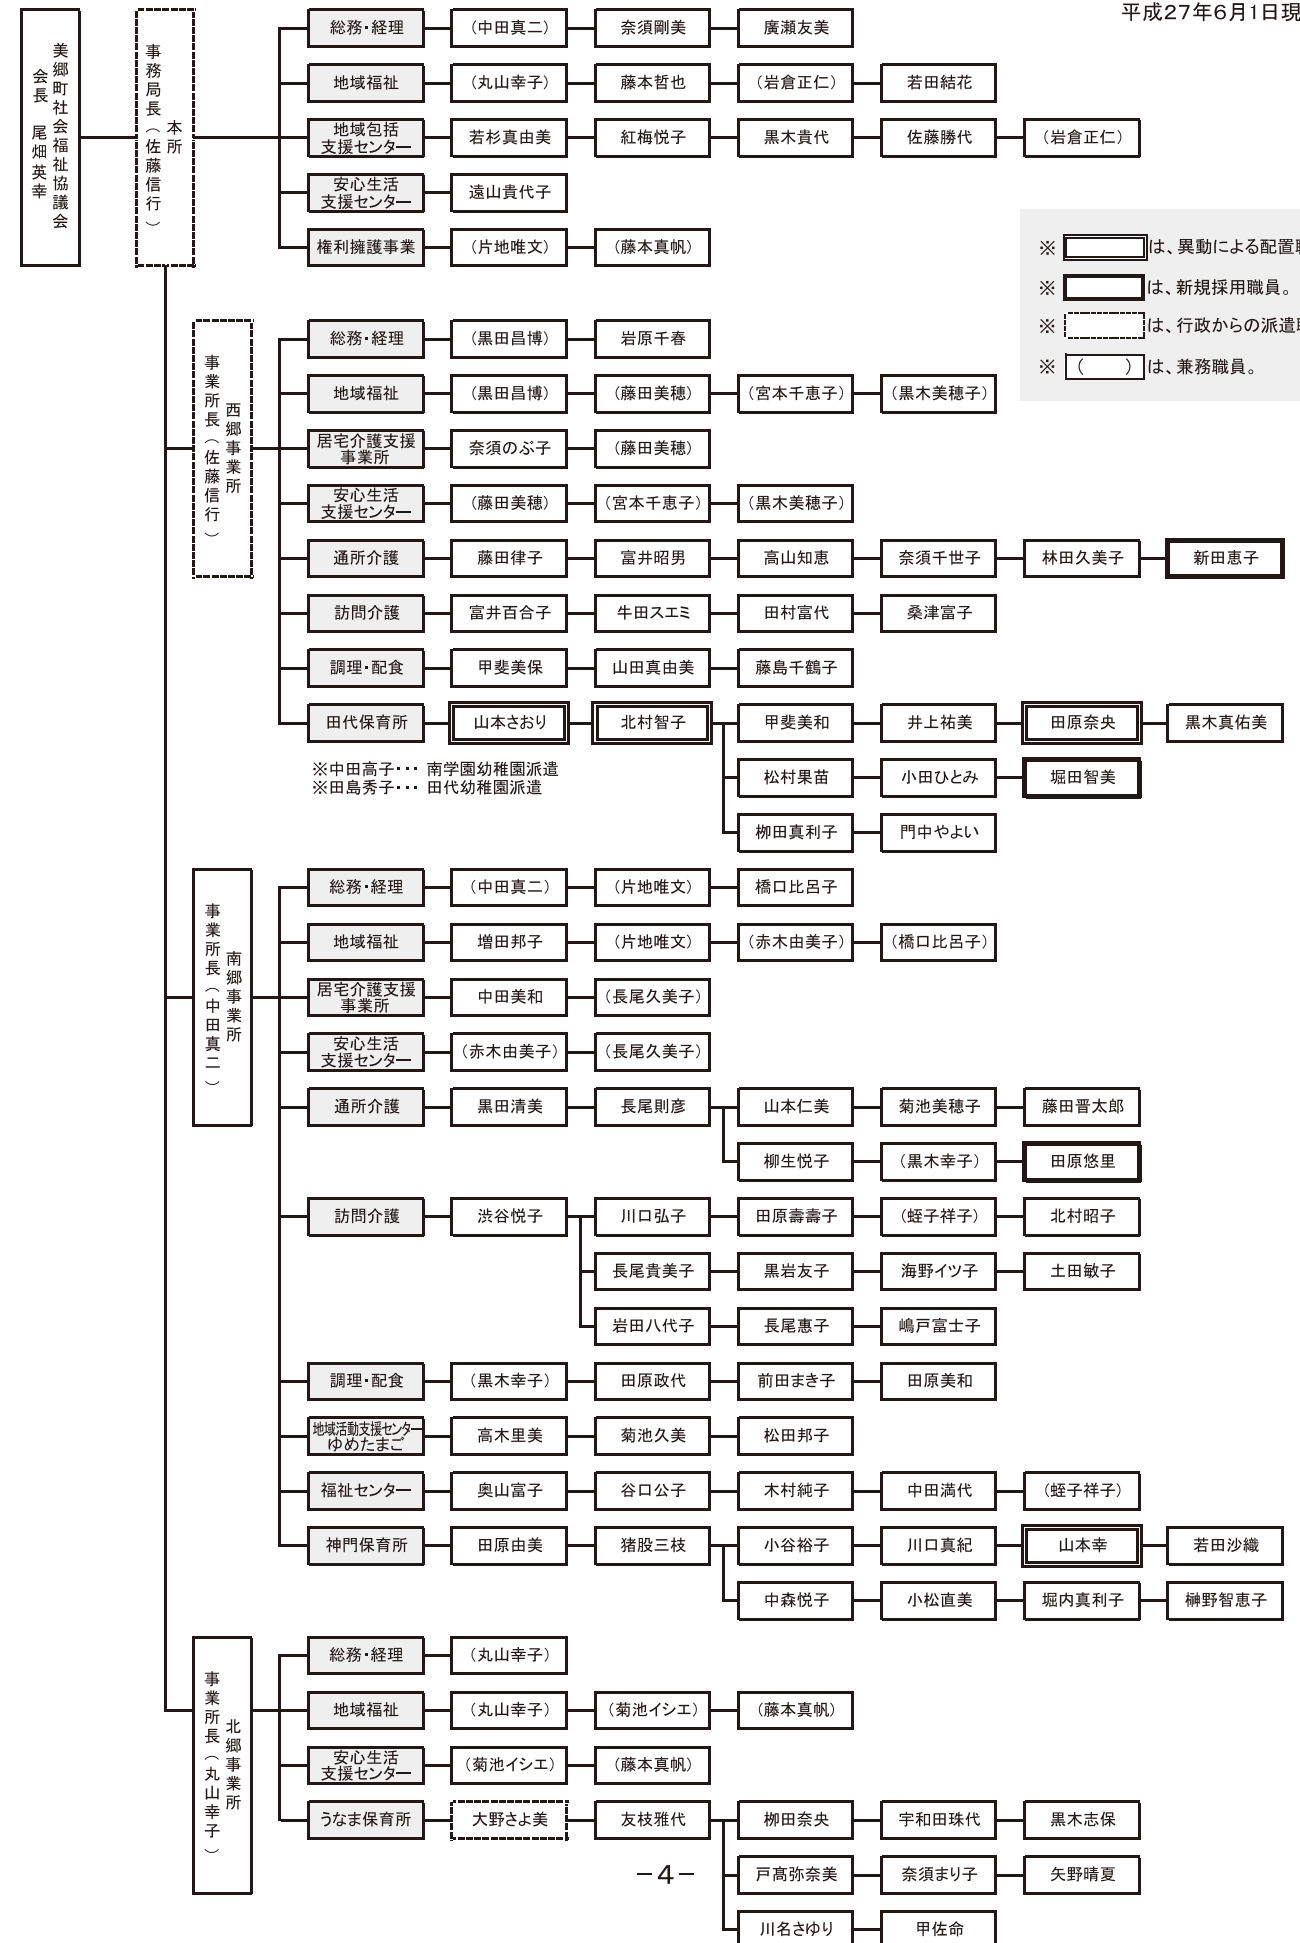 平成27年6月1日現
美郷町社会福祉協議会
会長　尾畑英幸
本所
事務局長（佐藤信行）
総務・経理 （中田真二） 奈須剛美 廣瀬友美
地域福祉 （丸山幸子） 藤本哲也 （岩倉正仁） 若田結花
地域包括
支援センター 若杉真由美 紅梅悦子 黒木貴代 佐藤勝代 （岩倉正仁）
安心生活
支援センター 遠山貴代子
権利擁護事業 （片地唯文） （藤本真帆）
※ は、異動による配置職
※ は、新規採用職員。
※ は、行政からの派遣職
※ （　　） は、兼務職員。
西郷事業所
事業所長（佐藤信行）
総務・経理 （黒田昌博） 岩原千春
地域福祉 （黒田昌博） （藤田美穂） （宮本千恵子） （黒木美穂子）
居宅介護支援
事業所 奈須のぶ子 （藤田美穂）
安心生活
支援センター （藤田美穂） （宮本千恵子） （黒木美穂子）
通所介護 藤田律子 富井昭男 高山知恵 奈須千世子 林田久美子 新田恵子
訪問介護 富井百合子 牛田スエミ 田村富代 桑津富子
調理・配食 甲斐美保 山田真由美 藤島千鶴子
田代保育所 山本さおり 北村智子 甲斐美和 井上祐美 田原奈央 黒木真佑美
松村果苗 小田ひとみ 堀田智美
栁田真利子 門中やよい
※中田高子・・・ 南学園幼稚園派遣
※田島秀子・・・ 田代幼稚園派遣
南郷事業所
事業所長（中田真二）
総務・経理 （中田真二） （片地唯文） 橋口比呂子
地域福祉 増田邦子 （片地唯文） （赤木由美子） （橋口比呂子）
居宅介護支援
事業所 中田美和 （長尾久美子）
安心生活
支援センター （赤木由美子） （長尾久美子）
通所介護 黒田清美 長尾則彦 山本仁美 菊池美穂子 藤田晋太郎
柳生悦子 （黒木幸子） 田原悠里
訪問介護 渋谷悦子 川口弘子 田原壽壽子 （蛭子祥子） 北村昭子
長尾貴美子 黒岩友子 海野イツ子 土田敏子
岩田八代子 長尾恵子 嶋戸富士子
調理・配食 （黒木幸子） 田原政代 前田まき子 田原美和
地域活動支援センター
ゆめたまご 高木里美 菊池久美 松田邦子
福祉センター 奥山富子 谷口公子 木村純子 中田満代 （蛭子祥子）
神門保育所 田原由美 猪股三枝 小谷裕子 川口真紀 山本幸 若田沙織
中森悦子 小松直美 堀内真利子 榊野智恵子
北郷事業所
事業所長（丸山幸子）
総務・経理 （丸山幸子）
地域福祉 （丸山幸子） （菊池イシエ） （藤本真帆）
安心生活
支援センター （菊池イシエ） （藤本真帆）
うなま保育所 大野さよ美 友枝雅代 栁田奈央 宇和田珠代 黒木志保
戸髙弥奈美 奈須まり子 矢野晴夏
川名さゆり 甲佐命
－4－